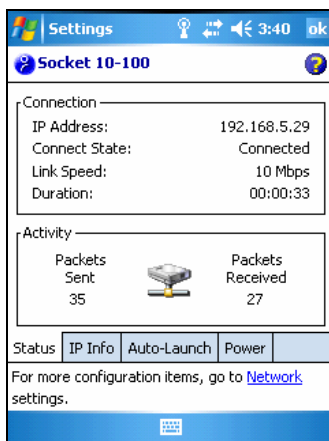 Settings 3:40 ok
Socket 10-100
Connection
IP Address: 192.168.5.29
Connect State: Connected
Link Speed: 10 Mbps
Duration: 00:00:33
Activity
Packets Sent 35
Packets Received 27
Status IP Info Auto-Launch Power
For more configuration items, go to Network
settings.